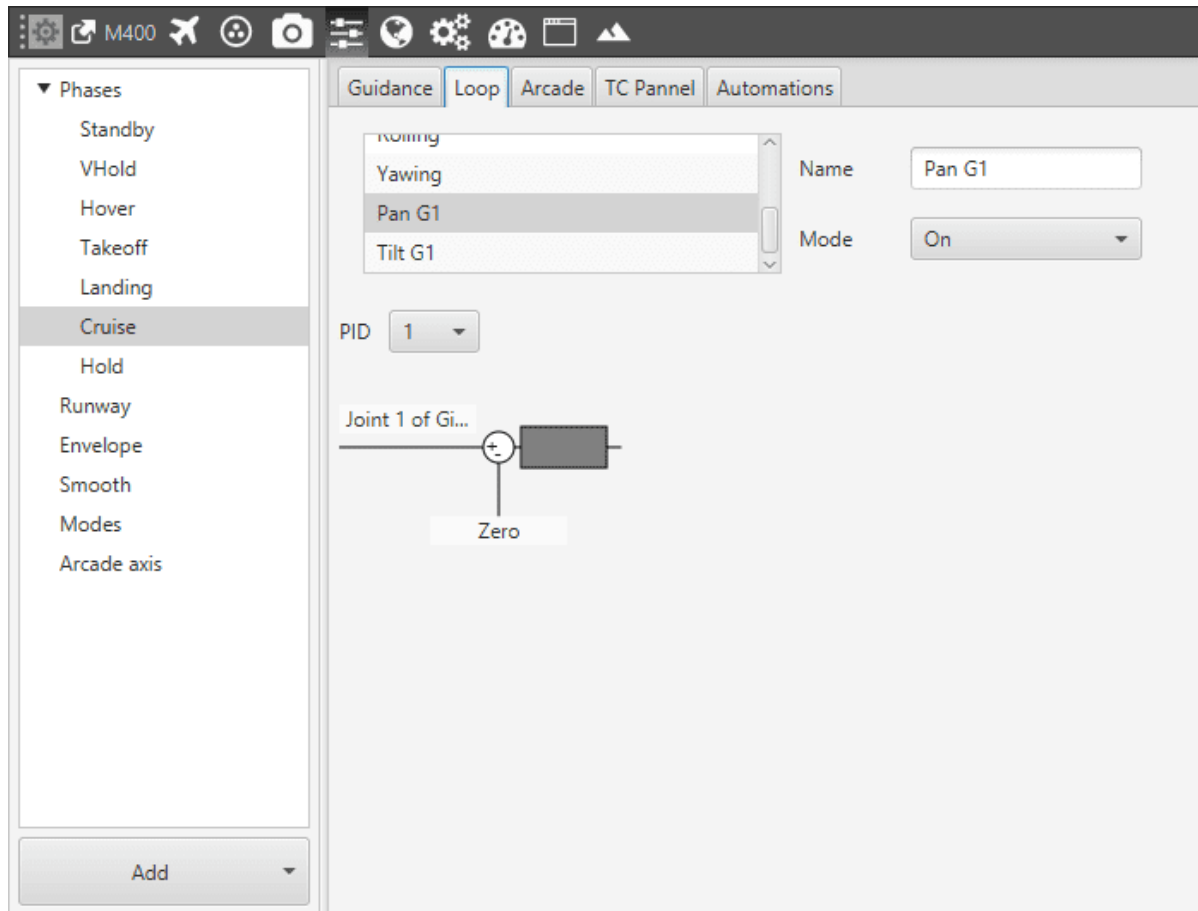 M400
Phases
Standby
VHold
Hover
Takeoff
Landing
Cruise
Hold
Runway
Envelope
Smooth
Modes
Arcade axis
Add
Guidance Loop Arcade TC Pannel Automations
Rolling
Yawing
Pan G1
Tilt G1
Name Pan G1
Mode On
PID 1
Joint 1 of Gi...
Zero